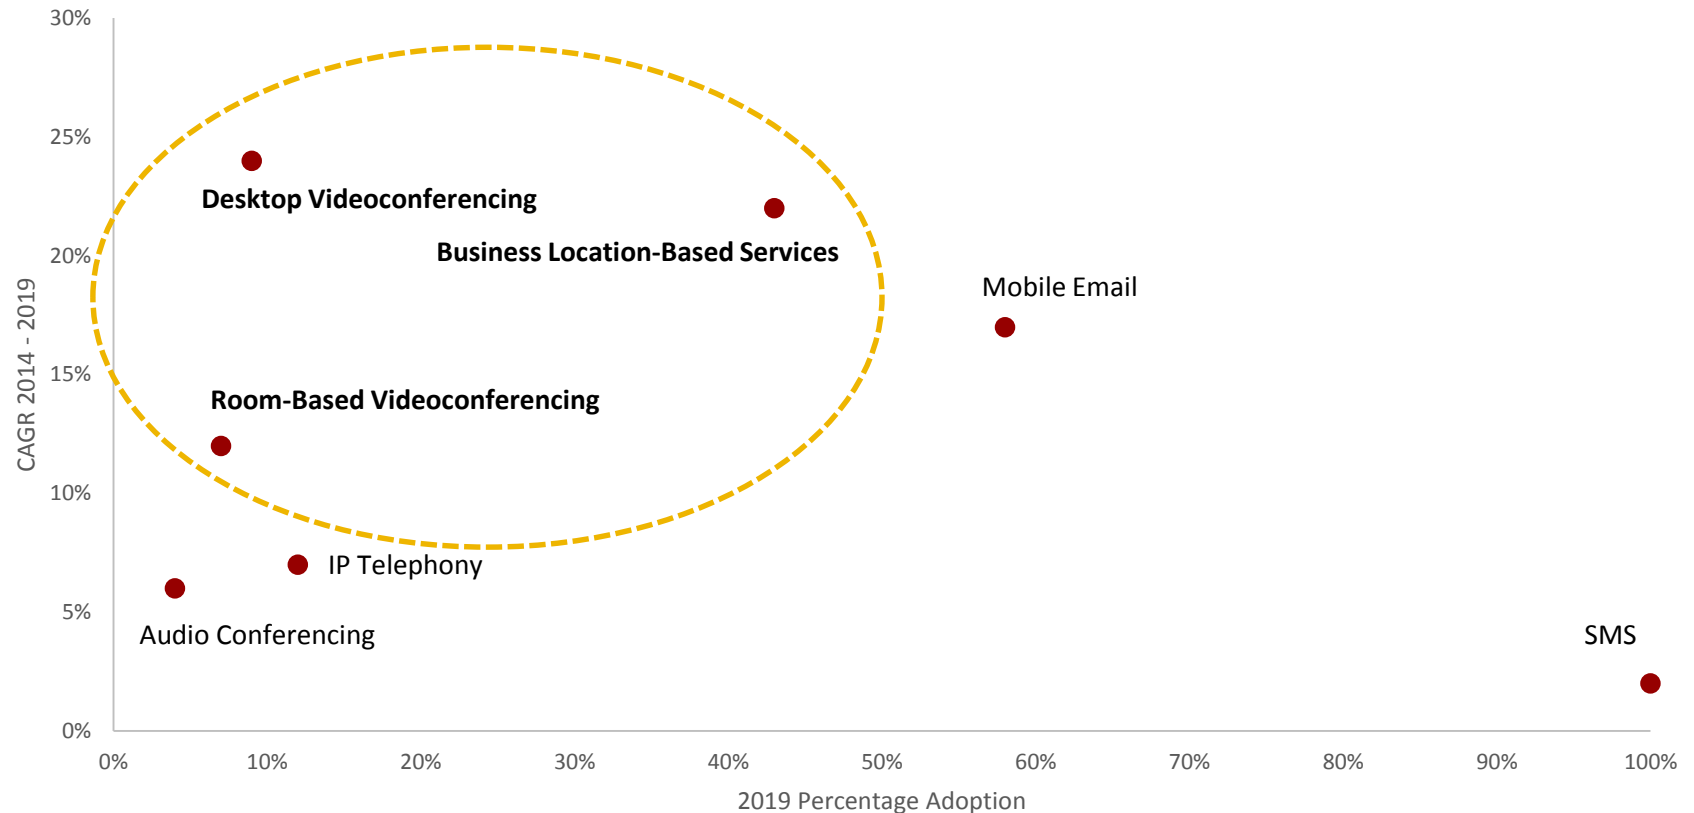 30%
25%
Desktop Videoconferencing
Business Location-Based Services
20%
Mobile Email
CAGR 2014 - 2019
15%
Room-Based Videoconferencing
10%
IP Telephony
5%
Audio Conferencing
SMS
0%
0% 10% 20% 30% 40% 50% 60% 70% 80% 90% 100%
2019 Percentage Adoption